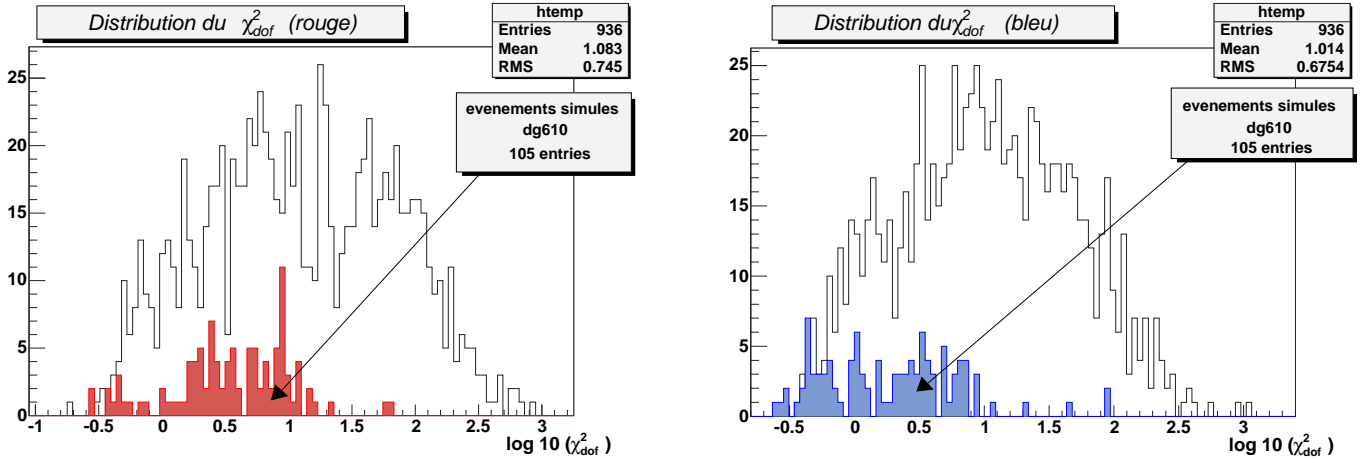 Distribution du χ²dof (rouge)
htemp
Entries 936
Mean 1.083
RMS 0.745
evenements simules
dg610
105 entries
25
20
15
10
5
0
-1 -0.5 0 0.5 1 1.5 2 2.5 3
log 10 (χ²dof )
Distribution duχ²dof (bleu)
htemp
Entries 936
Mean 1.014
RMS 0.6754
evenements simules
dg610
105 entries
25
20
15
10
5
0
-0.5 0 0.5 1 1.5 2 2.5 3
log 10 (χ²dof )